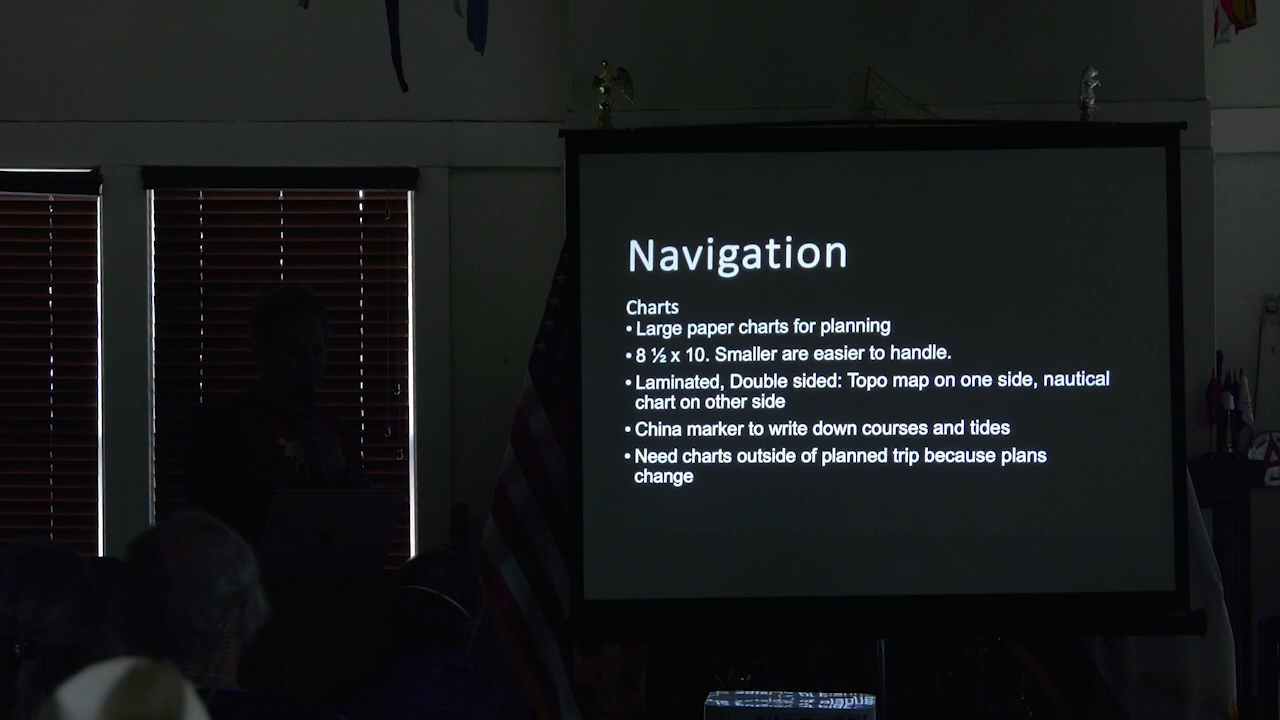 Navigation
Charts
• Large paper charts for planning
• 8 ½ x 10. Smaller are easier to handle.
• Laminated, Double sided: Topo map on one side, nautical
chart on other side
• China marker to write down courses and tides
• Need charts outside of planned trip because plans
change